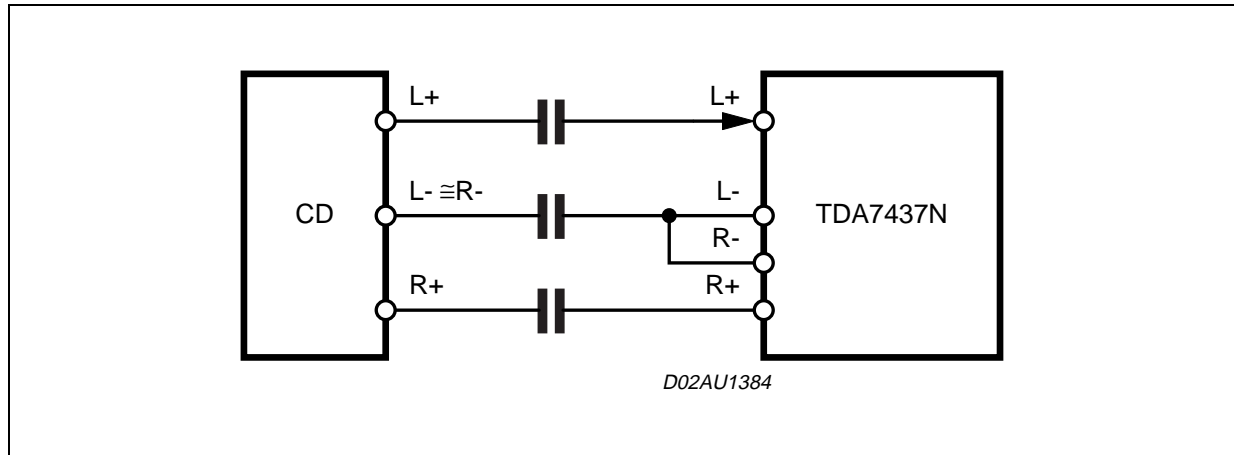 L+ L+
L- ≅R- L-
CD TDA7437N
R-
R+ R+
D02AU1384